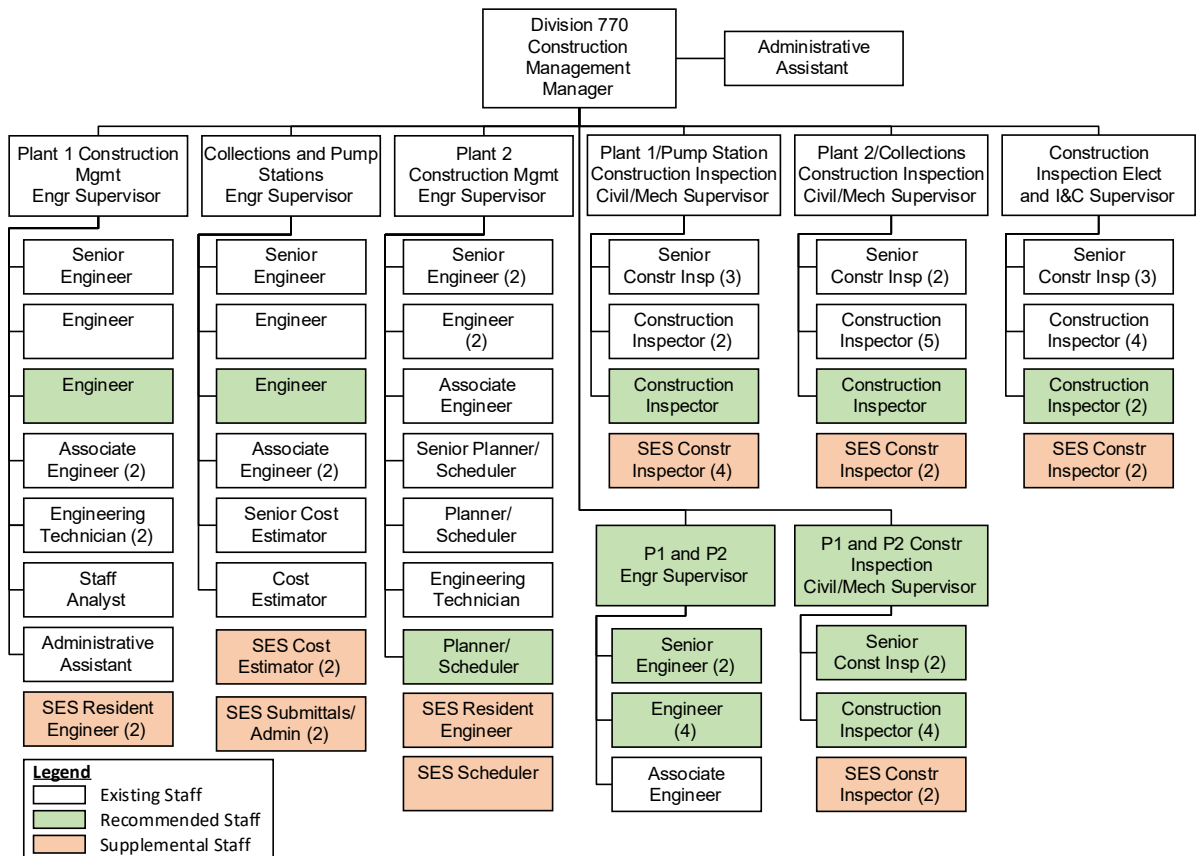 Division 770
Construction
Management
Manager
Administrative
Assistant
Plant 1 Construction
Mgmt
Engr Supervisor
Collections and Pump
Stations
Engr Supervisor
Plant 2
Construction Mgmt
Engr Supervisor
Plant 1/Pump Station
Construction Inspection
Civil/Mech Supervisor
Plant 2/Collections
Construction Inspection
Civil/Mech Supervisor
Construction
Inspection Elect
and I&C Supervisor
Senior
Engineer
Engineer
Engineer
Associate
Engineer (2)
Engineering
Technician (2)
Staff
Analyst
Administrative
Assistant
SES Resident
Engineer (2)
Senior
Engineer
Engineer
Engineer
Associate
Engineer (2)
Senior Cost
Estimator
Cost
Estimator
SES Cost
Estimator (2)
SES Submittals/
Admin (2)
Senior
Engineer (2)
Engineer
(2)
Associate
Engineer
Senior Planner/
Scheduler
Planner/
Scheduler
Engineering
Technician
Planner/
Scheduler
SES Resident
Engineer
SES Scheduler
Senior
Constr Insp (3)
Construction
Inspector (2)
Construction
Inspector
SES Constr
Inspector (4)
Senior
Constr Insp (2)
Construction
Inspector (5)
Construction
Inspector
SES Constr
Inspector (2)
Senior
Constr Insp (3)
Construction
Inspector (4)
Construction
Inspector (2)
SES Constr
Inspector (2)
P1 and P2
Engr Supervisor
Senior
Engineer (2)
Engineer
(4)
Associate
Engineer
P1 and P2 Constr
Inspection
Civil/Mech Supervisor
Senior
Const Insp (2)
Construction
Inspector (4)
SES Constr
Inspector (2)
Legend
Existing Staff
Recommended Staff
Supplemental Staff